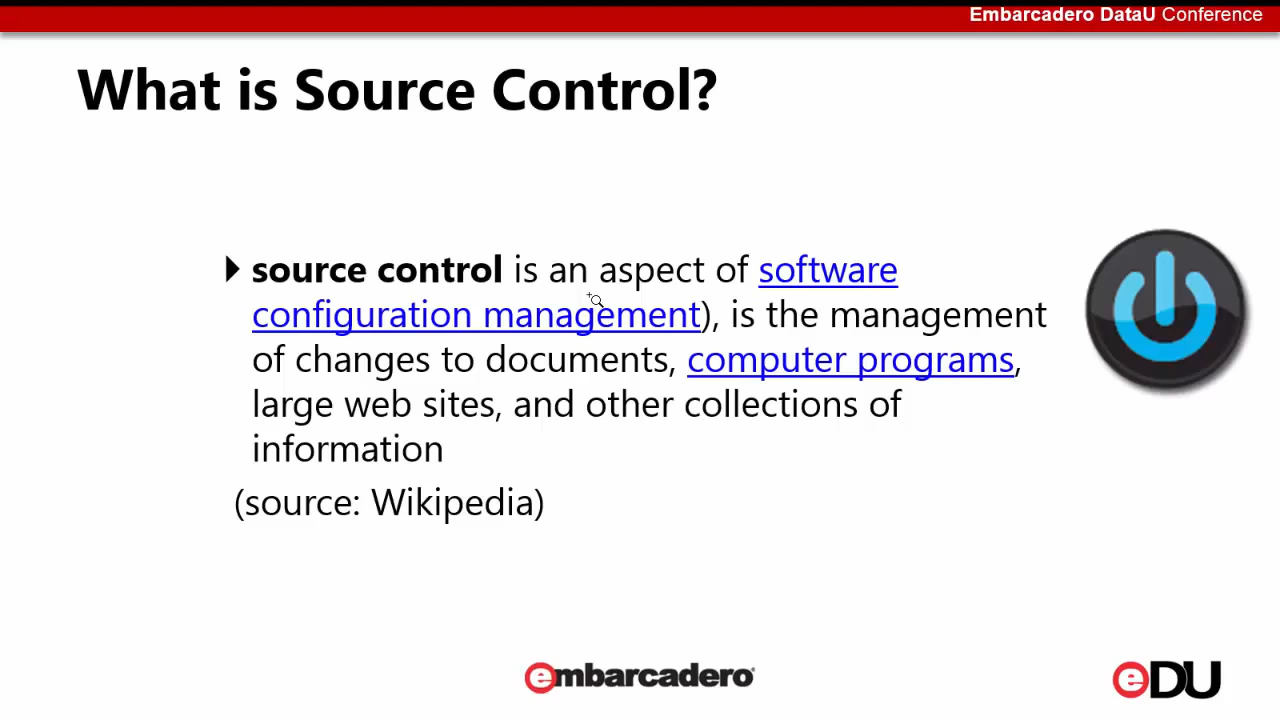 Embarcadero DataU Conference
What is Source Control?
source control is an aspect of software
configuration management), is the management
of changes to documents, computer programs,
large web sites, and other collections of
information
(source: Wikipedia)
embarcadero
eDU